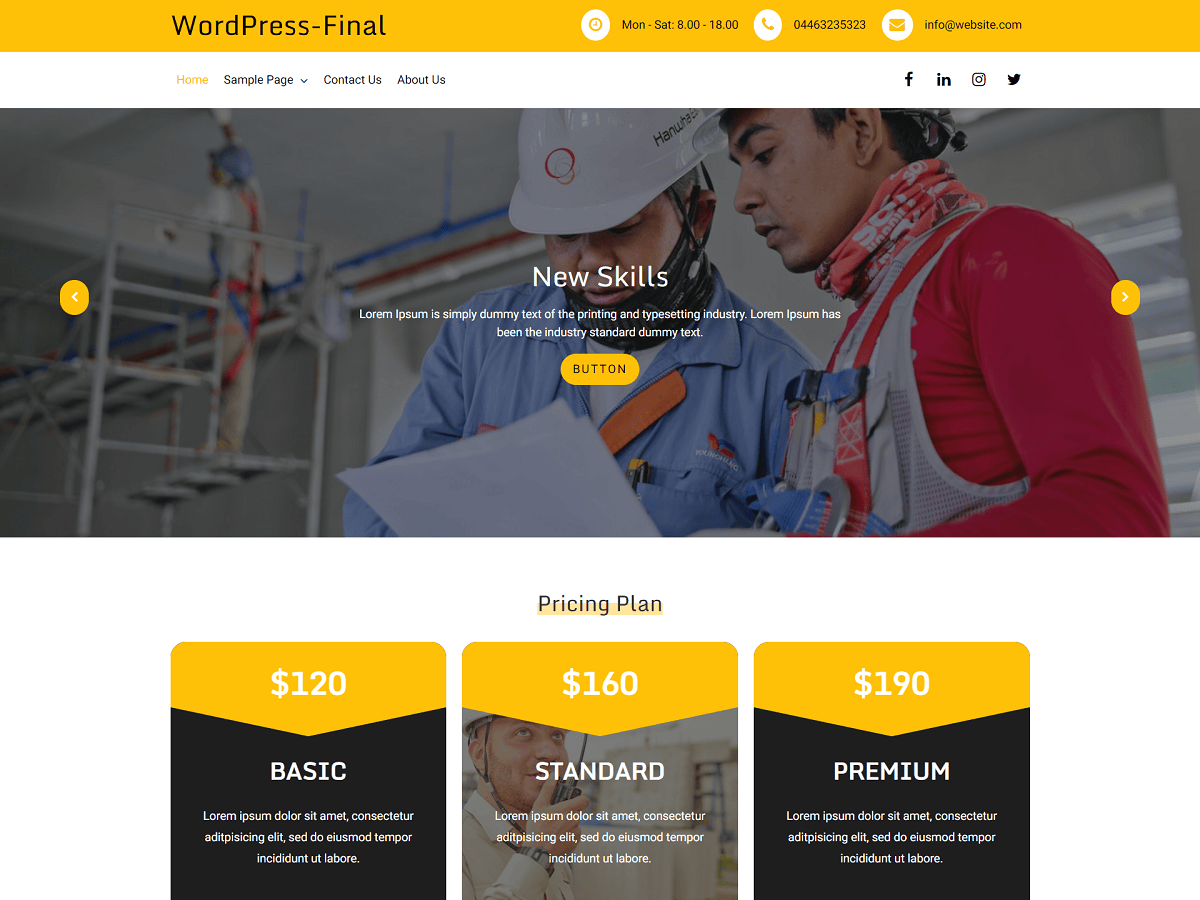 WordPress-Final
Mon - Sat: 8.00 - 18.00
04463235323
info@website.com
Home
Sample Page
Contact Us
About Us
Hanwha
New Skills
Lorem Ipsum is simply dummy text of the printing and typesetting industry. Lorem Ipsum has
been the industry standard dummy text.
BUTTON
YOUNGHANG
Pricing Plan
$120
BASIC
Lorem ipsum dolor sit amet, consectetur
aditpisicing elit, sed do eiusmod tempor
incididunt ut labore.
$160
STANDARD
Lorem ipsum dolor sit amet, consectetur
aditpisicing elit, sed do eiusmod tempor
incididunt ut labore.
$190
PREMIUM
Lorem ipsum dolor sit amet, consectetur
aditpisicing elit, sed do eiusmod tempor
incididunt ut labore.